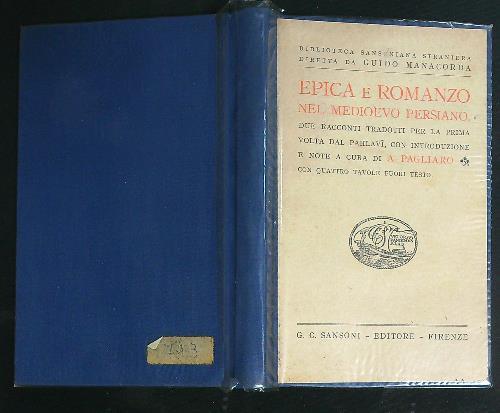 BIBLIOTECA SANSONIANA STRANIERA
DIRETTA DA GUIDO MANACORDA
EPICA E ROMANZO
NEL MEDIOEVO PERSIANO.
DUE RACCONTI TRADOTTI PER LA PRIMA
VOLTA DAL PAHLAVÎ, CON INTRODUZIONE
E NOTE A CURA DI A. PAGLIARO
CON QUATTRO TAVOLE FUORI TESTO
G. C. SANSONI - EDITORE - FIRENZE